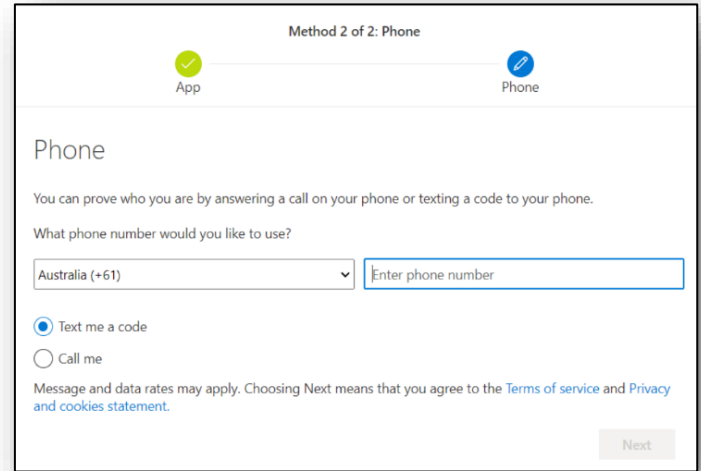 Method 2 of 2: Phone
App
Phone
Phone
You can prove who you are by answering a call on your phone or texting a code to your phone.
What phone number would you like to use?
Australia (+61)
Enter phone number
Text me a code
Call me
Message and data rates may apply. Choosing Next means that you agree to the Terms of service and Privacy
and cookies statement.
Next